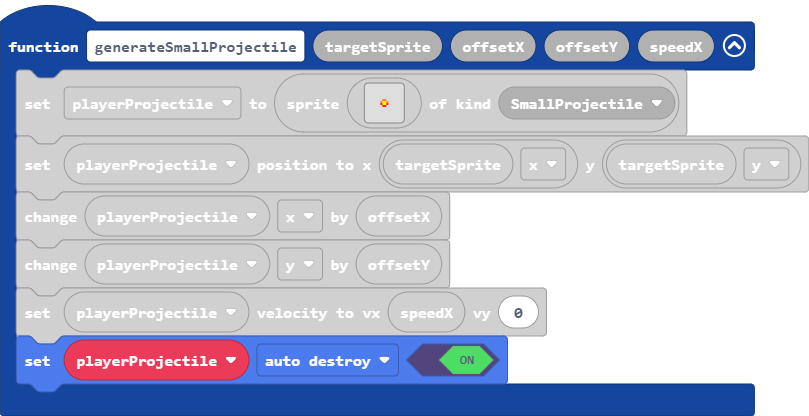 function generateSmallProjectile targetSprite offsetX offsetY speedX
set playerProjectile to sprite of kind SmallProjectile
set playerProjectile position to x targetSprite x y targetSprite y
change playerProjectile x by offsetX
change playerProjectile y by offsetY
set playerProjectile velocity to vx speedX vy 0
set playerProjectile auto destroy ON